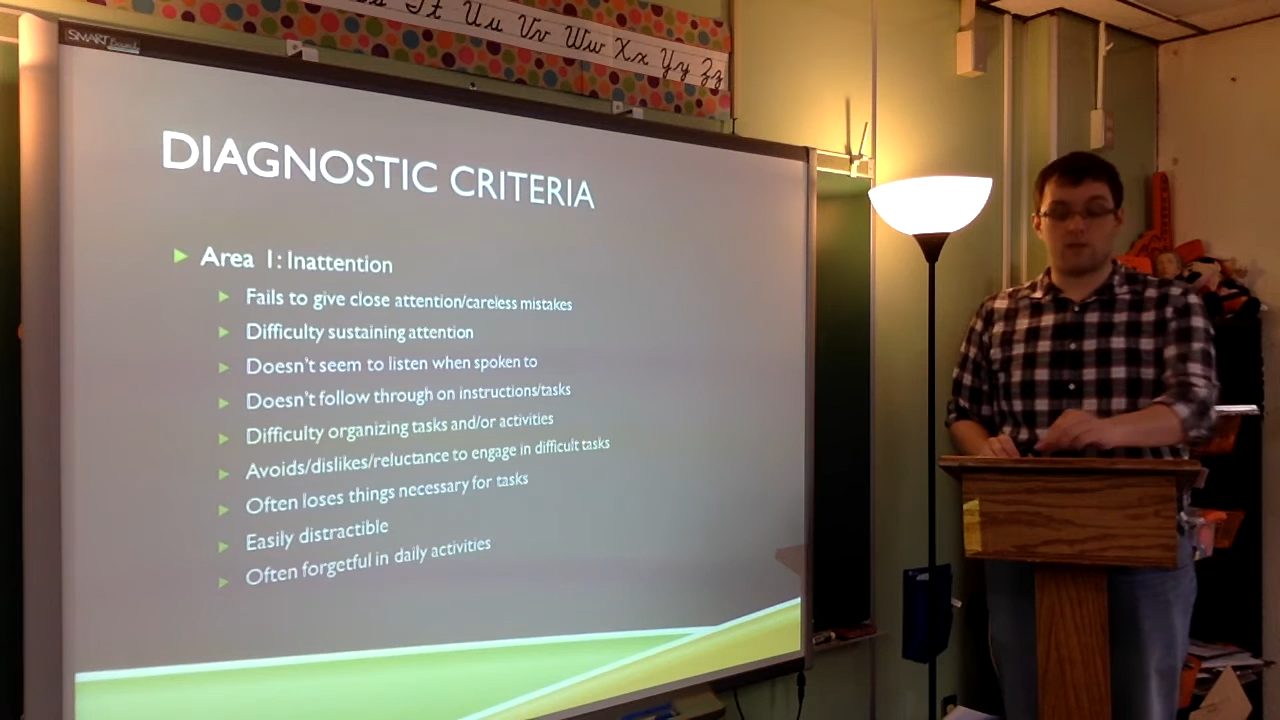 Tt Uu Vv Ww Xx Yy Zz
SMART Board
DIAGNOSTIC CRITERIA
Area 1: Inattention
Fails to give close attention/careless mistakes
Difficulty sustaining attention
Doesn't seem to listen when spoken to
Doesn't follow through on instructions/tasks
Difficulty organizing tasks and/or activities
Avoids/dislikes/reluctance to engage in difficult tasks
Often loses things necessary for tasks
Easily distractible
Often forgetful in daily activities